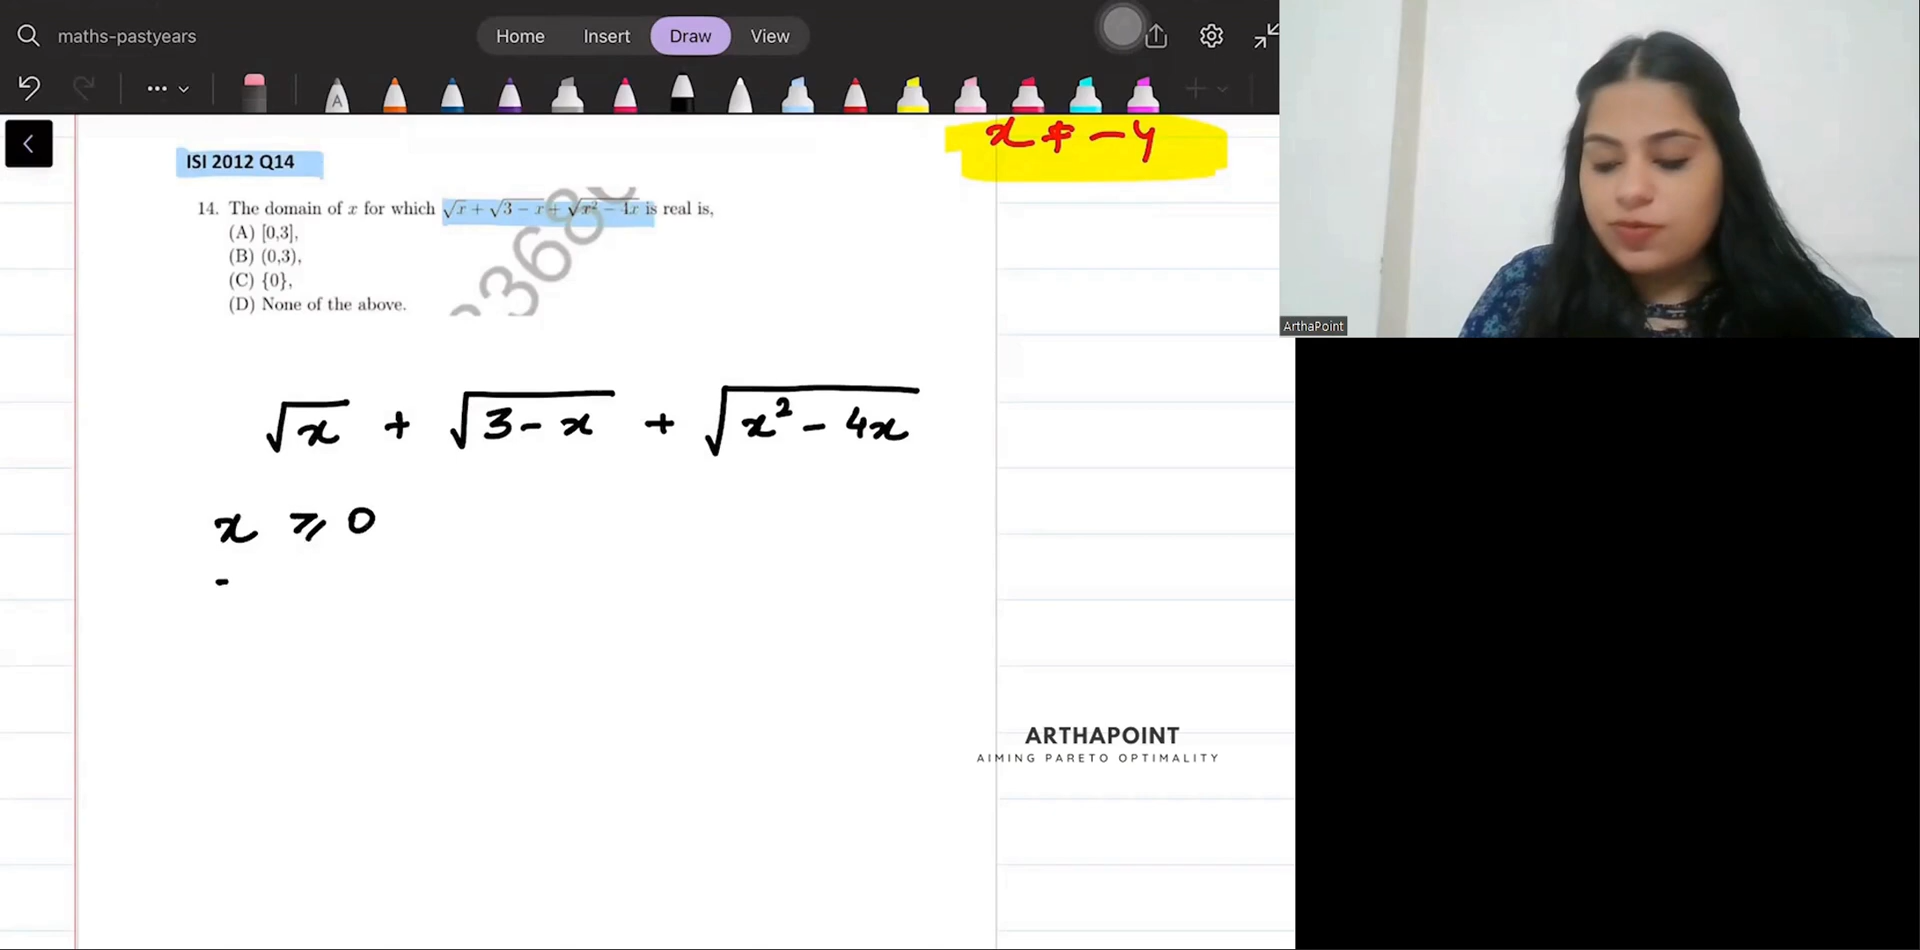 maths-pastyears
Home Insert Draw View
A
x ≠ -y
ISI 2012 Q14
14. The domain of x for which √x + √3 − x + √x² − 4x is real is,
(A) [0,3],
(B) (0,3),
(C) {0},
(D) None of the above.
3368
√x + √3 - x + √x² - 4x
x ≥ 0
-
ArthaPoint
ARTHAPOINT
AIMING PARETO OPTIMALITY